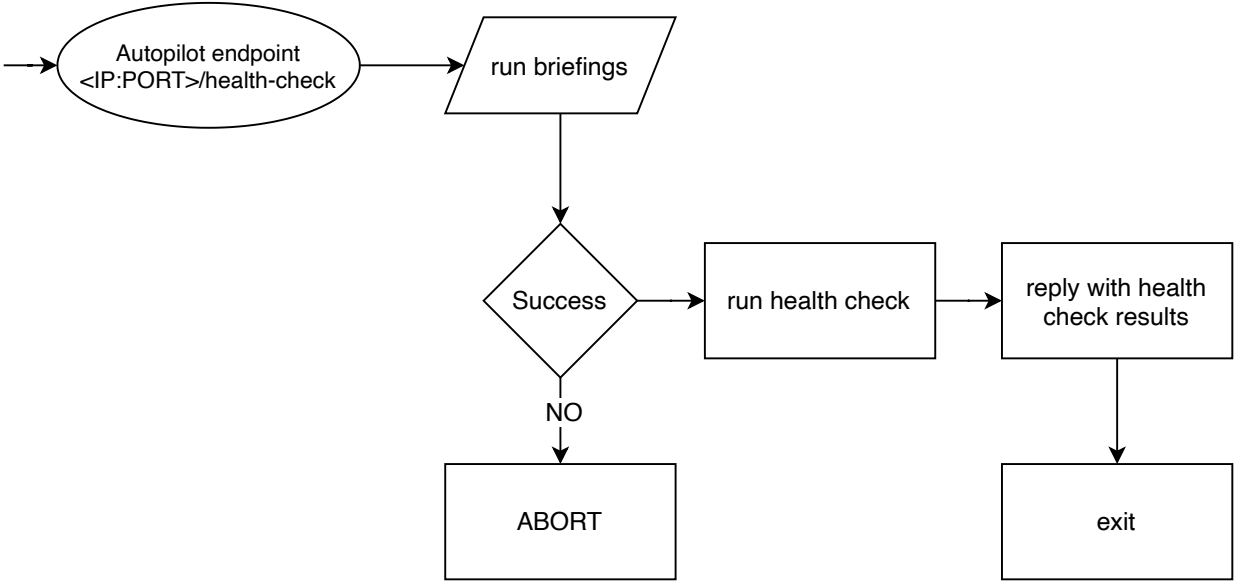 Autopilot endpoint
<IP:PORT>/health-check
run briefings
Success
run health check
reply with health
check results
NO
ABORT
exit